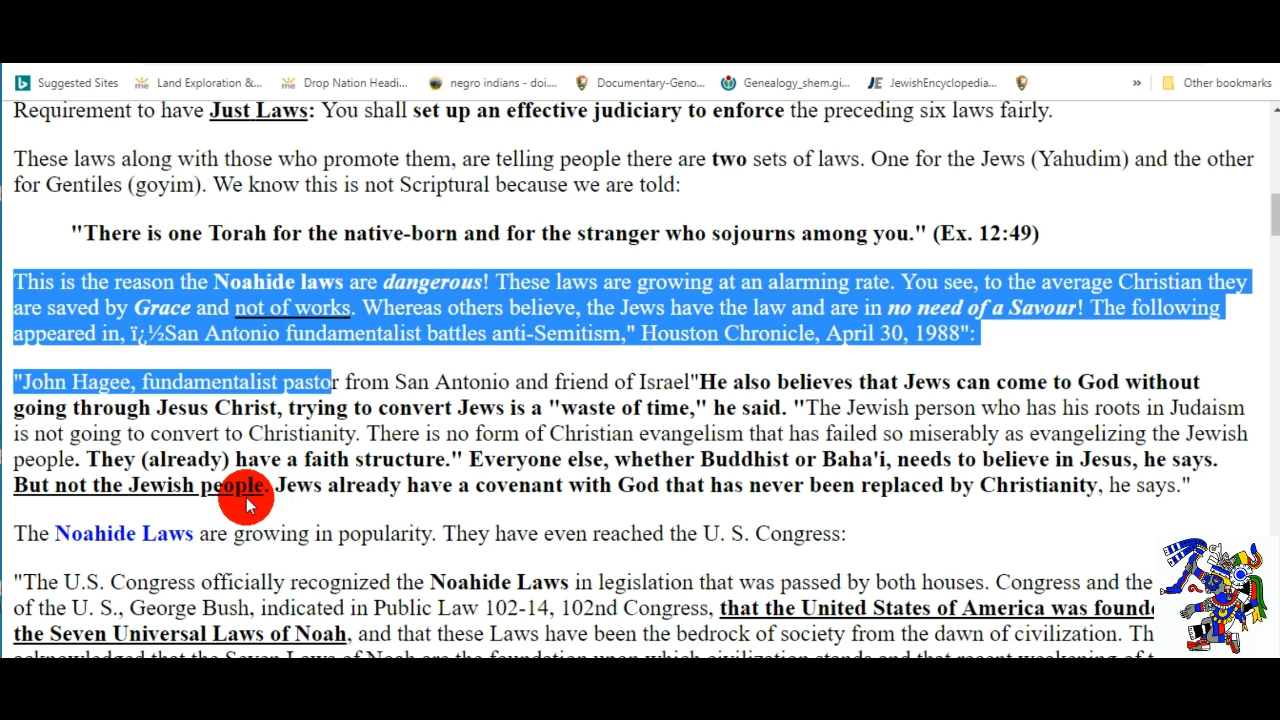 Suggested Sites Land Exploration &... Drop Nation Headi... negro indians - doi.... Documentary-Geno... Genealogy_shem.gi... JewishEncyclopedia... » Other bookmarks
Requirement to have Just Laws: You shall set up an effective judiciary to enforce the preceding six laws fairly.
These laws along with those who promote them, are telling people there are two sets of laws. One for the Jews (Yahudim) and the other
for Gentiles (goyim). We know this is not Scriptural because we are told:
"There is one Torah for the native-born and for the stranger who sojourns among you." (Ex. 12:49)
This is the reason the Noahide laws are dangerous! These laws are growing at an alarming rate. You see, to the average Christian they
are saved by Grace and not of works. Whereas others believe, the Jews have the law and are in no need of a Savour! The following
appeared in, ï¿½San Antonio fundamentalist battles anti-Semitism," Houston Chronicle, April 30, 1988":
"John Hagee, fundamentalist pastor from San Antonio and friend of Israel"He also believes that Jews can come to God without
going through Jesus Christ, trying to convert Jews is a "waste of time," he said. "The Jewish person who has his roots in Judaism
is not going to convert to Christianity. There is no form of Christian evangelism that has failed so miserably as evangelizing the Jewish
people. They (already) have a faith structure." Everyone else, whether Buddhist or Baha'i, needs to believe in Jesus, he says.
But not the Jewish people. Jews already have a covenant with God that has never been replaced by Christianity, he says."
The Noahide Laws are growing in popularity. They have even reached the U. S. Congress:
"The U.S. Congress officially recognized the Noahide Laws in legislation that was passed by both houses. Congress and the
of the U. S., George Bush, indicated in Public Law 102-14, 102nd Congress, that the United States of America was founde
the Seven Universal Laws of Noah, and that these Laws have been the bedrock of society from the dawn of civilization. Th